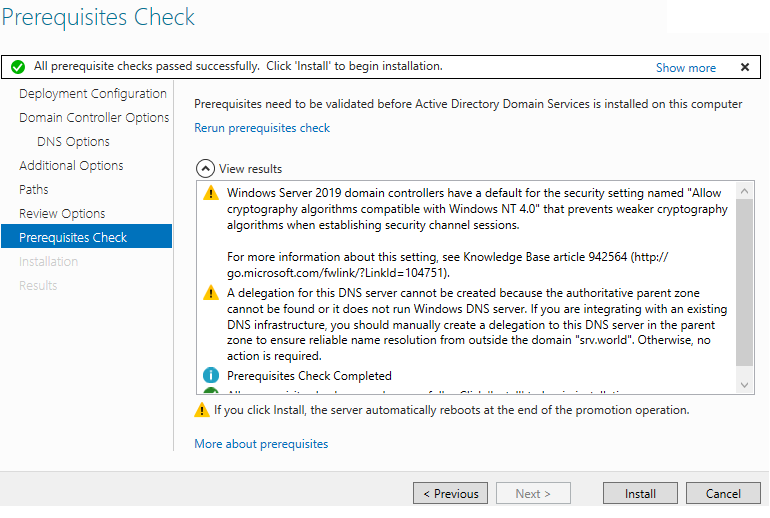 Prerequisites Check
All prerequisite checks passed successfully. Click 'Install' to begin installation.
Show more
Deployment Configuration
Domain Controller Options
DNS Options
Additional Options
Paths
Review Options
Prerequisites Check
Installation
Results
Prerequisites need to be validated before Active Directory Domain Services is installed on this computer
Rerun prerequisites check
View results
Windows Server 2019 domain controllers have a default for the security setting named "Allow
cryptography algorithms compatible with Windows NT 4.0" that prevents weaker cryptography
algorithms when establishing security channel sessions.
For more information about this setting, see Knowledge Base article 942564 (http://
go.microsoft.com/fwlink/?LinkId=104751).
A delegation for this DNS server cannot be created because the authoritative parent zone
cannot be found or it does not run Windows DNS server. If you are integrating with an existing
DNS infrastructure, you should manually create a delegation to this DNS server in the parent
zone to ensure reliable name resolution from outside the domain "srv.world". Otherwise, no
action is required.
Prerequisites Check Completed
If you click Install, the server automatically reboots at the end of the promotion operation.
More about prerequisites
< Previous
Next >
Install
Cancel